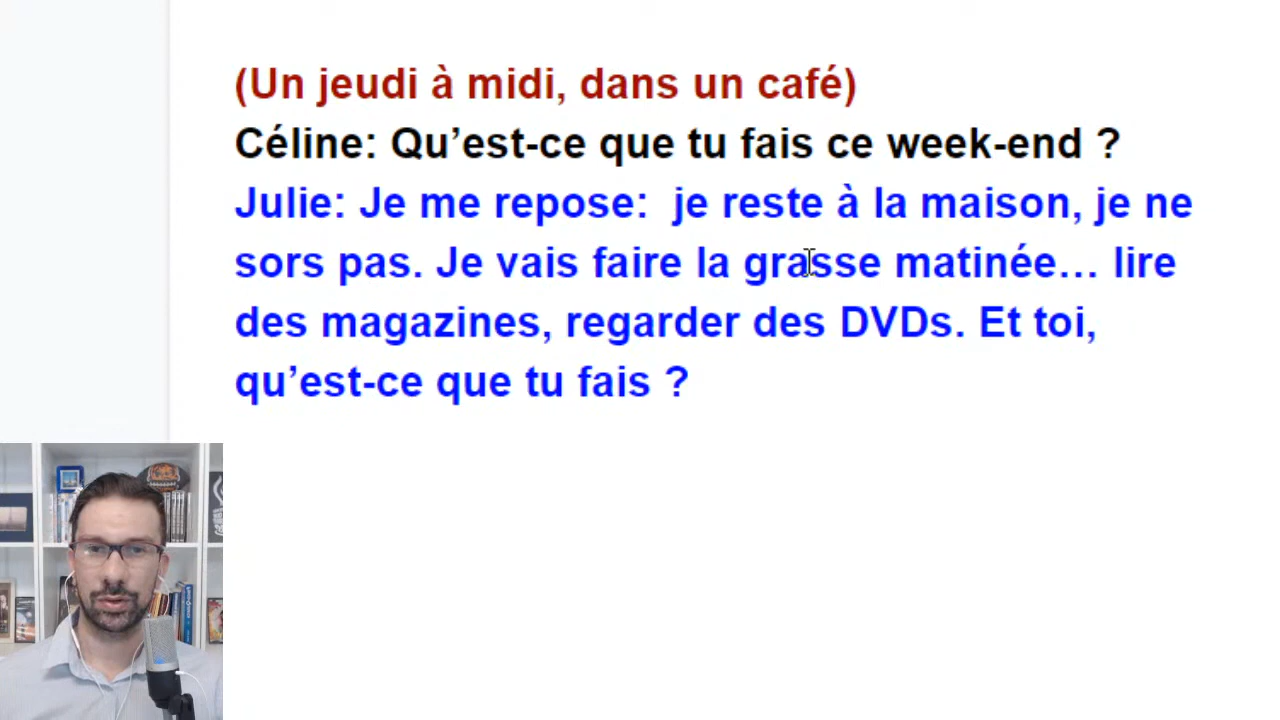 (Un jeudi à midi, dans un café)
Céline: Qu’est-ce que tu fais ce week-end ?
Julie: Je me repose:  je reste à la maison, je ne
sors pas. Je vais faire la grasse matinée… lire
des magazines, regarder des DVDs. Et toi,
qu’est-ce que tu fais ?